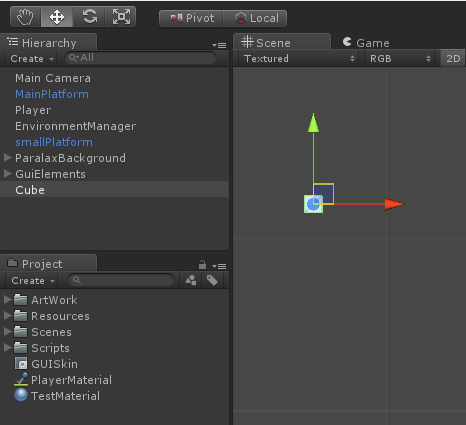 Pivot Local
Hierarchy
Create All
Main Camera
MainPlatform
Player
EnvironmentManager
smallPlatform
ParalaxBackground
GuiElements
Cube
Project
Create
ArtWork
Resources
Scenes
Scripts
GUISkin
PlayerMaterial
TestMaterial
Scene Game
Textured RGB 2D